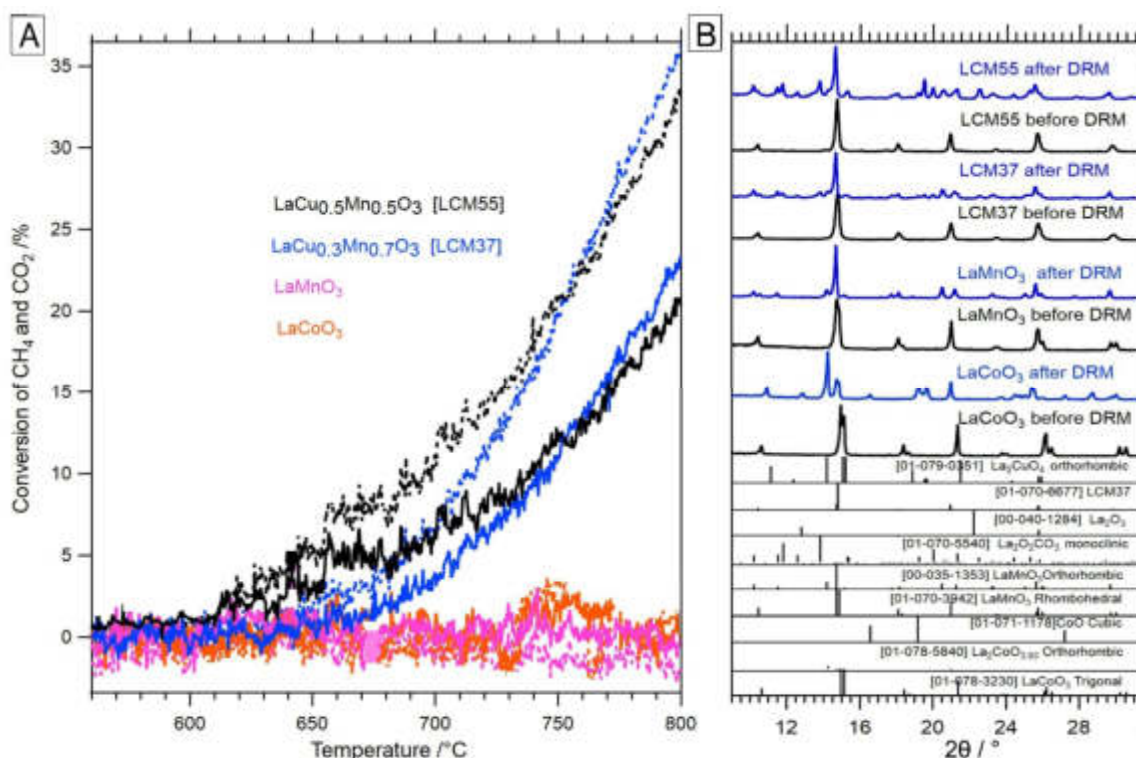 A
B
35
30
25
20
15
10
5
0
Conversion of CH₄ and CO₂ /%
LaCu₀.₅Mn₀.₅O₃ [LCM55]
LaCu₀.₃Mn₀.₇O₃ [LCM37]
LaMnO₃
LaCoO₃
600 650 700 750 800
Temperature /°C
LCM55 after DRM
LCM55 before DRM
LCM37 after DRM
LCM37 before DRM
LaMnO₃ after DRM
LaMnO₃ before DRM
LaCoO₃ after DRM
LaCoO₃ before DRM
[01-079-0351] La₂CuO₄ orthorhombic
[01-070-8677] LCM37
[00-040-1284] La₂O₃
[01-070-5540] La₂O₂CO₃ monoclinic
[00-035-1353] LaMnO₃Orthorhombic
[01-070-3942] LaMnO₃ Rhombohedral
[01-071-1178]CoO Cubic
[01-078-5840] Orthorhombic
[01-078-3230] LaCoO₃ Trigonal
12 16 20 24 28
2θ / °